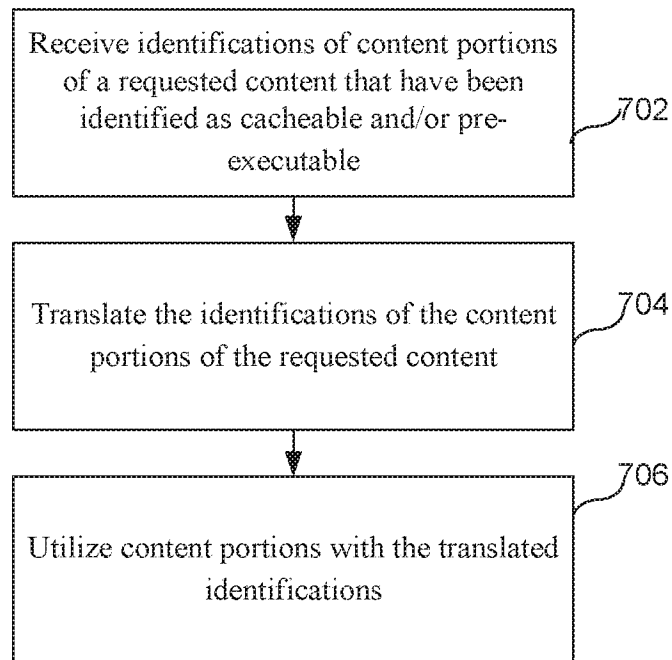 Receive identifications of content portions
of a requested content that have been
identified as cacheable and/or pre-
executable
702
Translate the identifications of the content
portions of the requested content
704
Utilize content portions with the translated
identifications
706